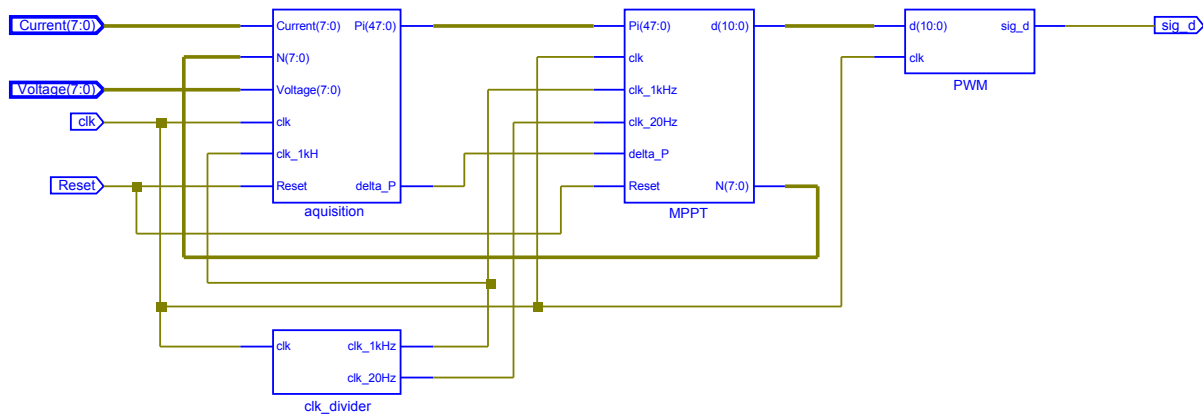 Current(7:0)
Voltage(7:0)
clk
Reset
Current(7:0) Pi(47:0)
N(7:0)
Voltage(7:0)
clk
clk_1kH
Reset delta_P
aquisition
Pi(47:0) d(10:0)
clk
clk_1kHz
clk_20Hz
delta_P
Reset N(7:0)
MPPT
d(10:0) sig_d
clk
PWM
sig_d
clk clk_1kHz
clk_20Hz
clk_divider